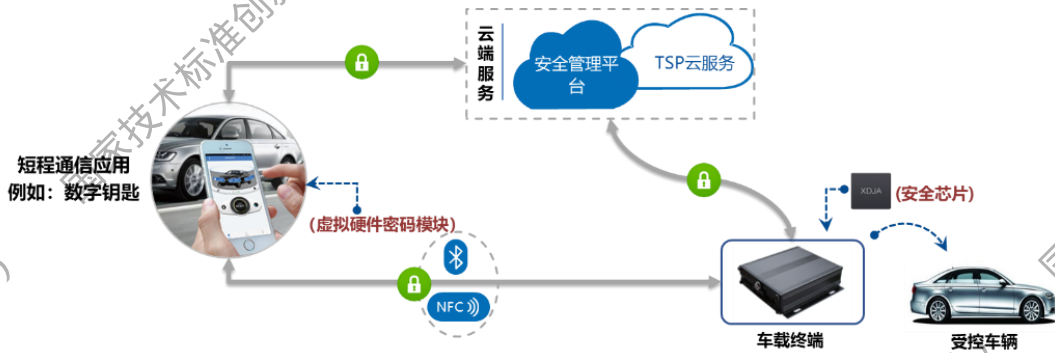 国家技术标准创新
云端服务
安全管理平
台
TSP云服务
短程通信应用
例如：数字钥匙
(虚拟硬件密码模块)
XDJA
(安全芯片)
NFC
车载终端
受控车辆